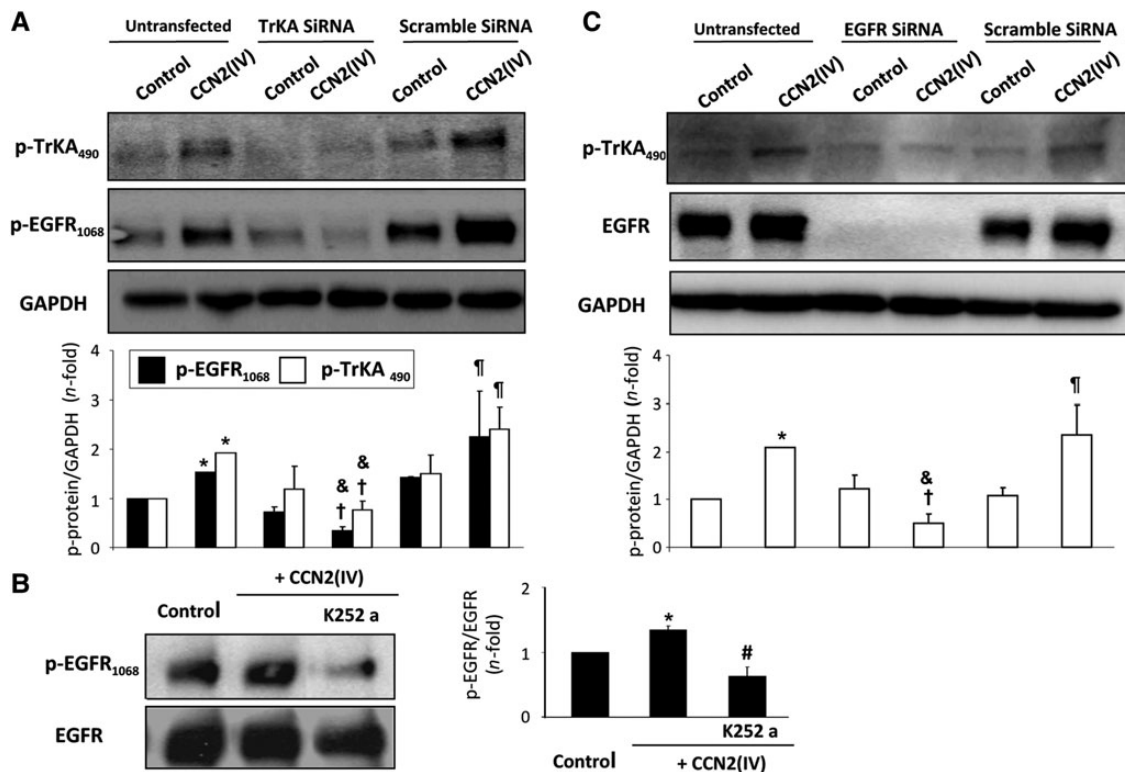 A
Untransfected TrKA SiRNA Scramble SiRNA
Control CCN2(IV) Control CCN2(IV) Control CCN2(IV)
p-TrKA490
p-EGFR1068
GAPDH
p-protein/GAPDH (n-fold)
4
3
2
1
0
p-EGFR1068 p-TrKA 490
* * & † & † ¶ ¶
B
+ CCN2(IV)
Control K252 a
p-EGFR1068
EGFR
p-EGFR/EGFR
(n-fold)
2
1
0
* #
K252 a
Control + CCN2(IV)
C
Untransfected EGFR SiRNA Scramble SiRNA
Control CCN2(IV) Control CCN2(IV) Control CCN2(IV)
p-TrKA490
EGFR
GAPDH
p-protein/GAPDH (n-fold)
4
3
2
1
0
* & † ¶